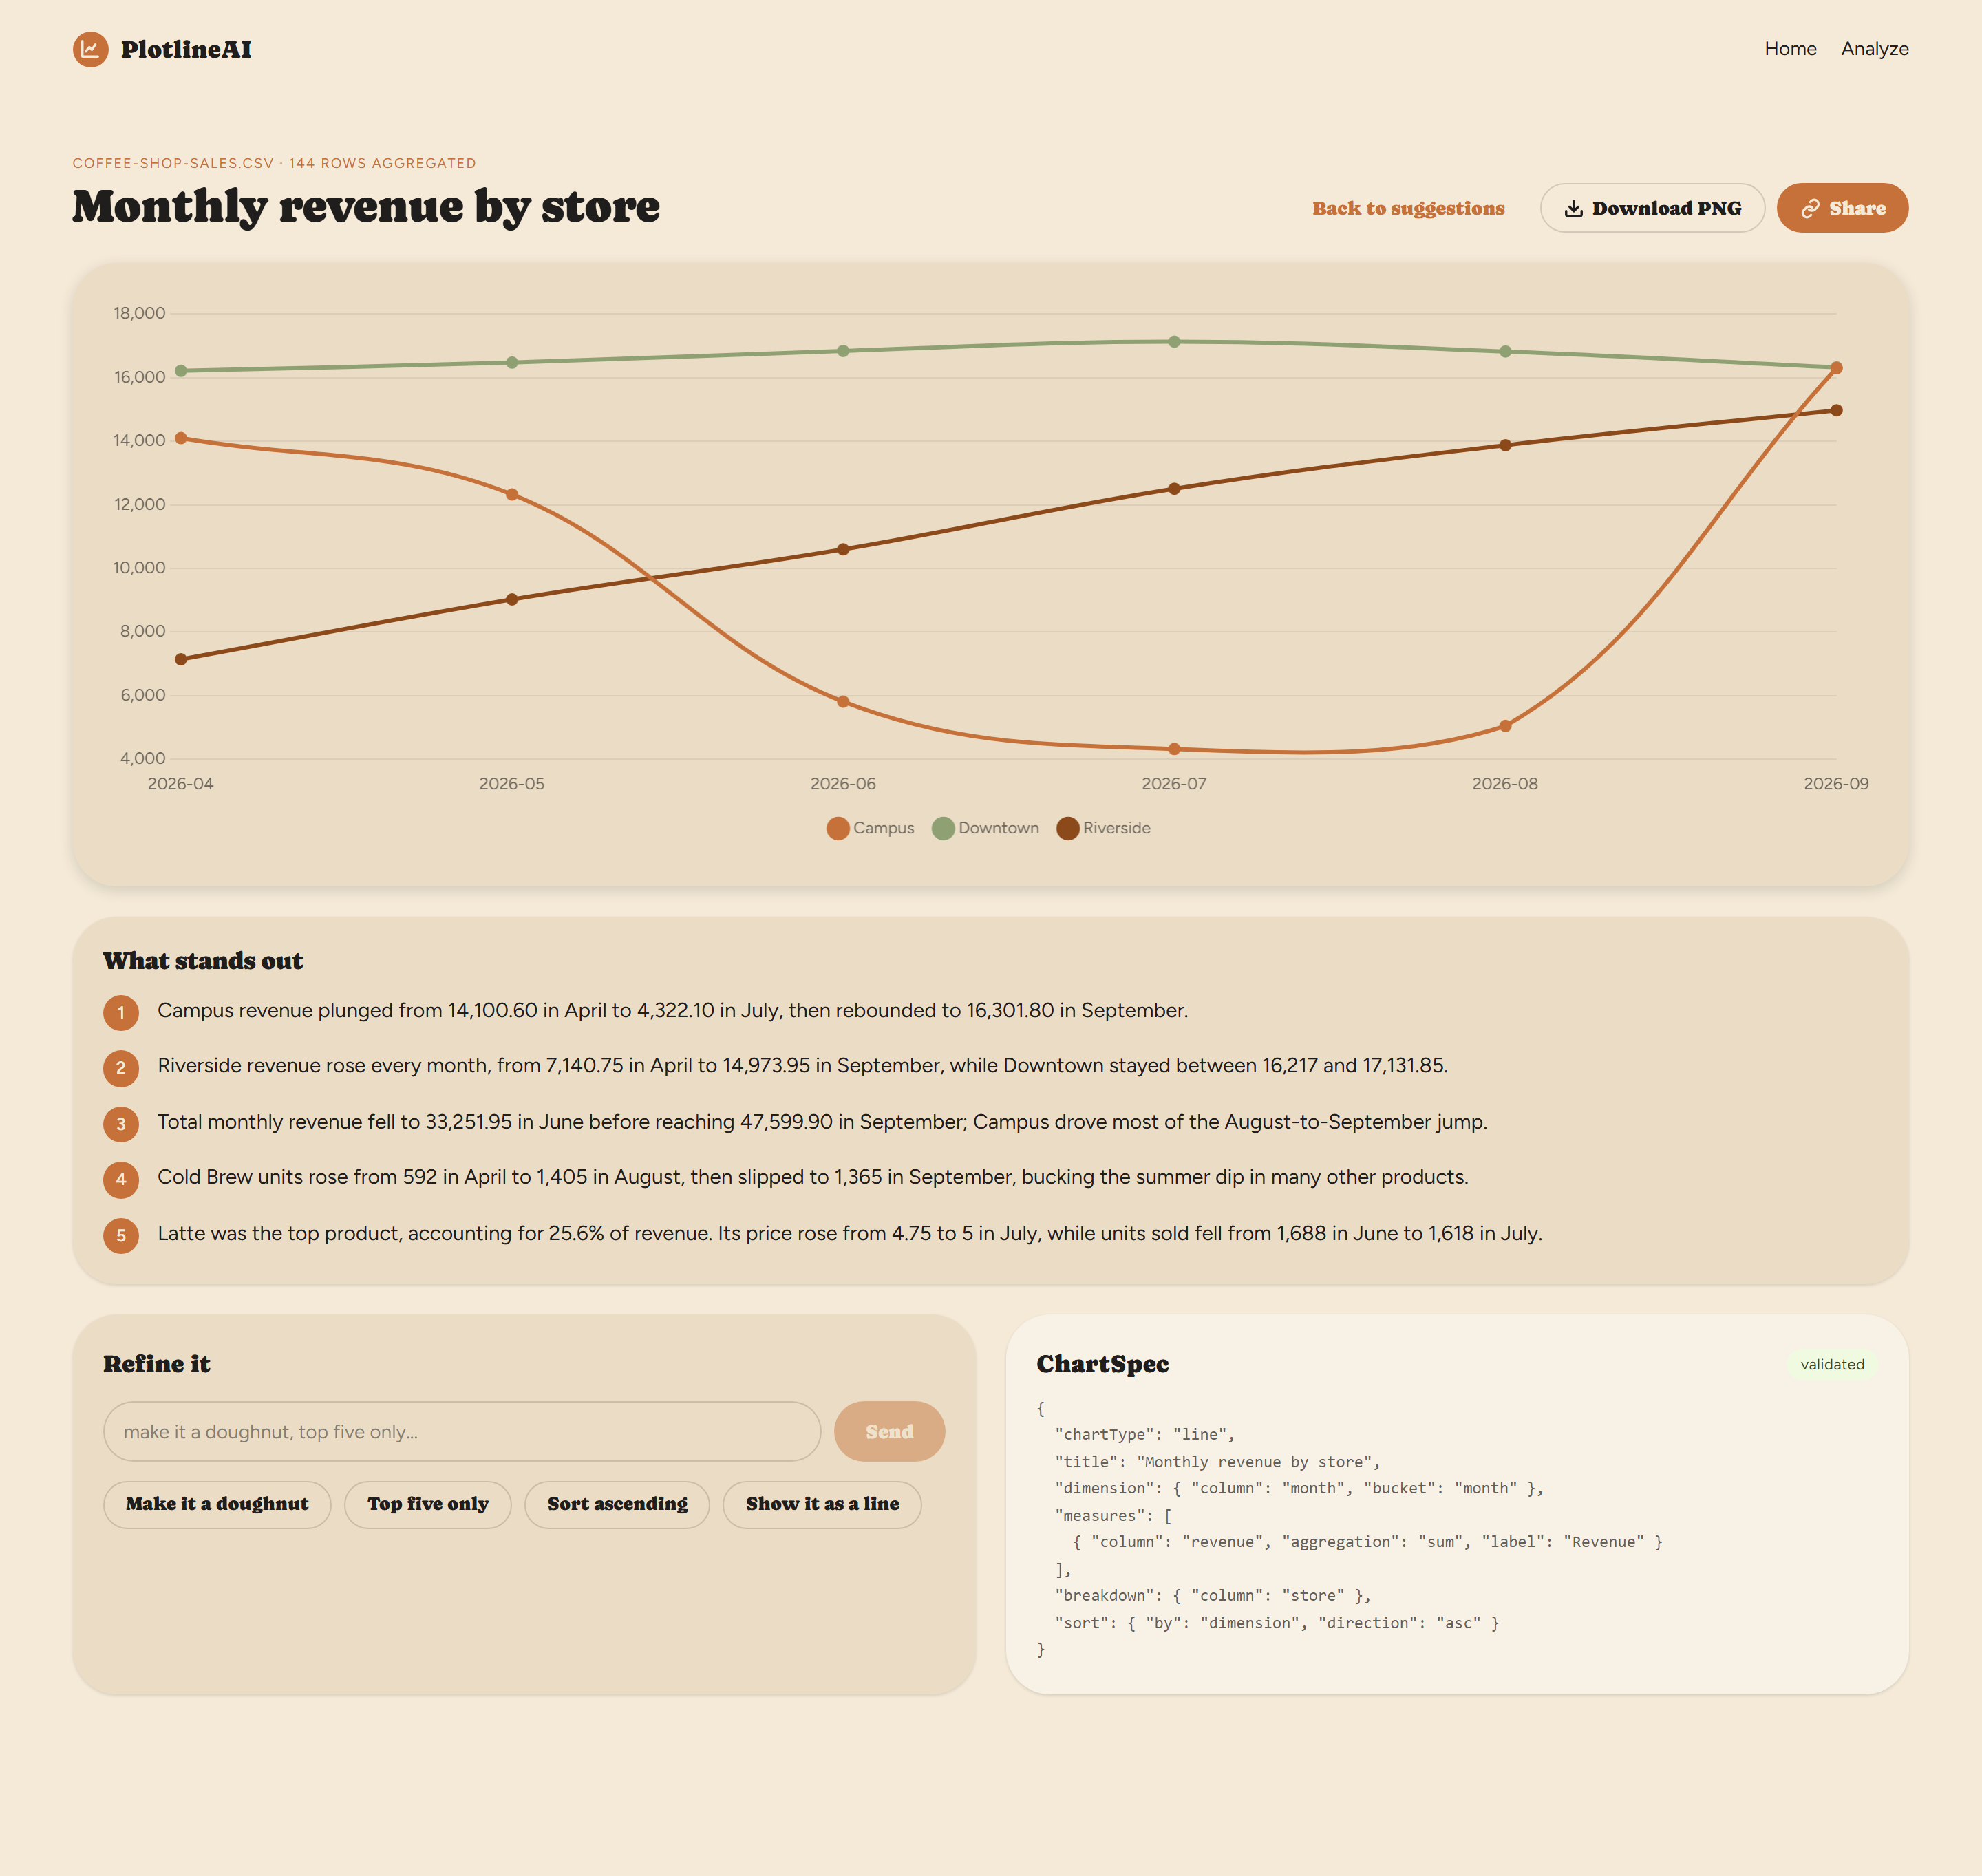 PlotlineAI
Home Analyze
COFFEE-SHOP-SALES.CSV · 144 ROWS AGGREGATED
Monthly revenue by store
Back to suggestions Download PNG Share
18,000
16,000
14,000
12,000
10,000
8,000
6,000
4,000
2026-04 2026-05 2026-06 2026-07 2026-08 2026-09
Campus Downtown Riverside
What stands out
1 Campus revenue plunged from 14,100.60 in April to 4,322.10 in July, then rebounded to 16,301.80 in September.
2 Riverside revenue rose every month, from 7,140.75 in April to 14,973.95 in September, while Downtown stayed between 16,217 and 17,131.85.
3 Total monthly revenue fell to 33,251.95 in June before reaching 47,599.90 in September; Campus drove most of the August-to-September jump.
4 Cold Brew units rose from 592 in April to 1,405 in August, then slipped to 1,365 in September, bucking the summer dip in many other products.
5 Latte was the top product, accounting for 25.6% of revenue. Its price rose from 4.75 to 5 in July, while units sold fell from 1,688 in June to 1,618 in July.
Refine it
make it a doughnut, top five only...
Send
Make it a doughnut Top five only Sort ascending Show it as a line
ChartSpec
validated
{
  "chartType": "line",
  "title": "Monthly revenue by store",
  "dimension": { "column": "month", "bucket": "month" },
  "measures": [
    { "column": "revenue", "aggregation": "sum", "label": "Revenue" }
  ],
  "breakdown": { "column": "store" },
  "sort": { "by": "dimension", "direction": "asc" }
}